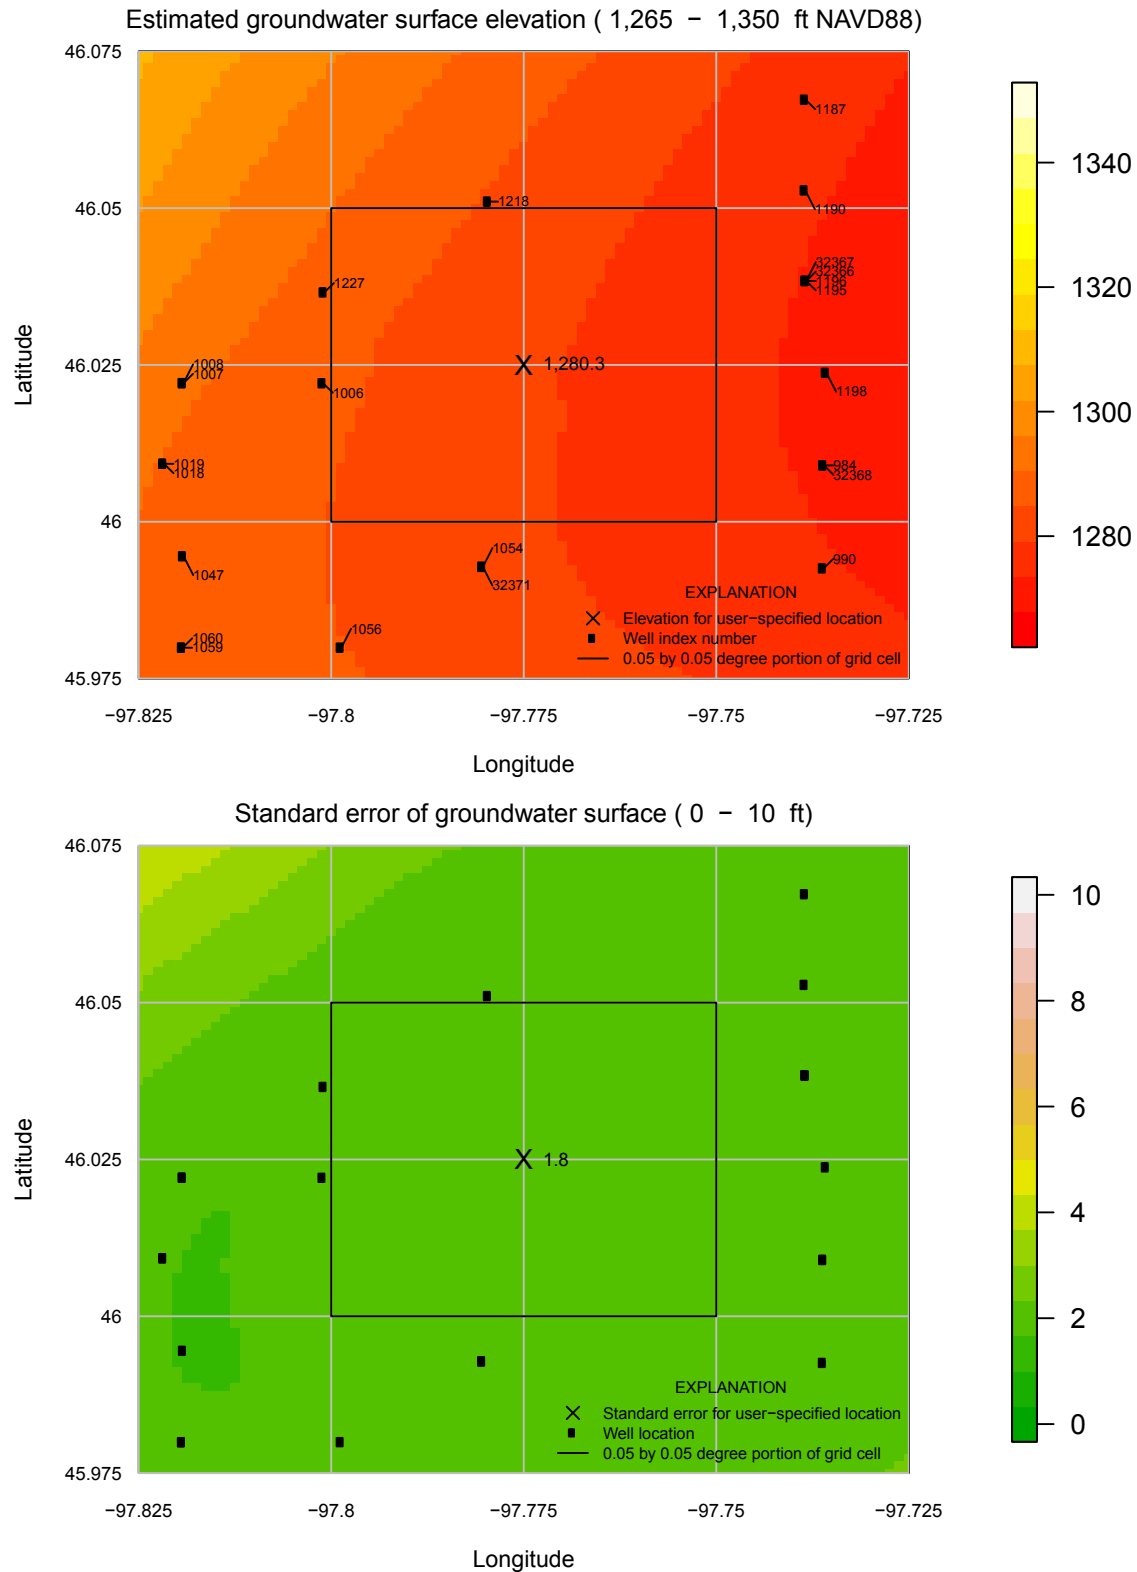 Estimated groundwater surface elevation ( 1,265 − 1,350 ft NAVD88)
46.075
46.05
46.025
46
45.975
Latitude
1187
1218
1190
32367
32366
1196
1195
1227
1008
1007
1006
1,280.3
1198
1019
1018
984
32368
1047
1054
32371
990
1060
1059
1056
EXPLANATION
Elevation for user−specified location
Well index number
0.05 by 0.05 degree portion of grid cell
1340
1320
1300
1280
−97.825 −97.8 −97.775 −97.75 −97.725
Longitude
Standard error of groundwater surface ( 0 − 10 ft)
46.075
46.05
46.025
46
45.975
Latitude
1.8
EXPLANATION
Standard error for user−specified location
Well location
0.05 by 0.05 degree portion of grid cell
10
8
6
4
2
0
−97.825 −97.8 −97.775 −97.75 −97.725
Longitude